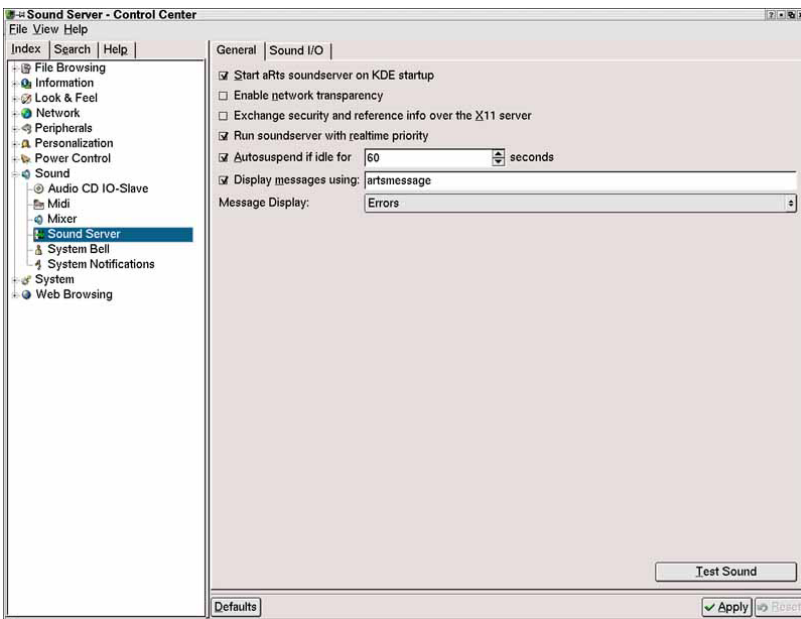 Sound Server - Control Center
File View Help
Index Search Help
File Browsing
Information
Look & Feel
Network
Peripherals
Personalization
Power Control
Sound
Audio CD IO-Slave
Midi
Mixer
Sound Server
System Bell
System Notifications
System
Web Browsing
General Sound I/O
Start aRts soundserver on KDE startup
Enable network transparency
Exchange security and reference info over the X11 server
Run soundserver with realtime priority
Autosuspend if idle for 60 seconds
Display messages using: artsmessage
Message Display: Errors
Test Sound
Defaults Apply Reset